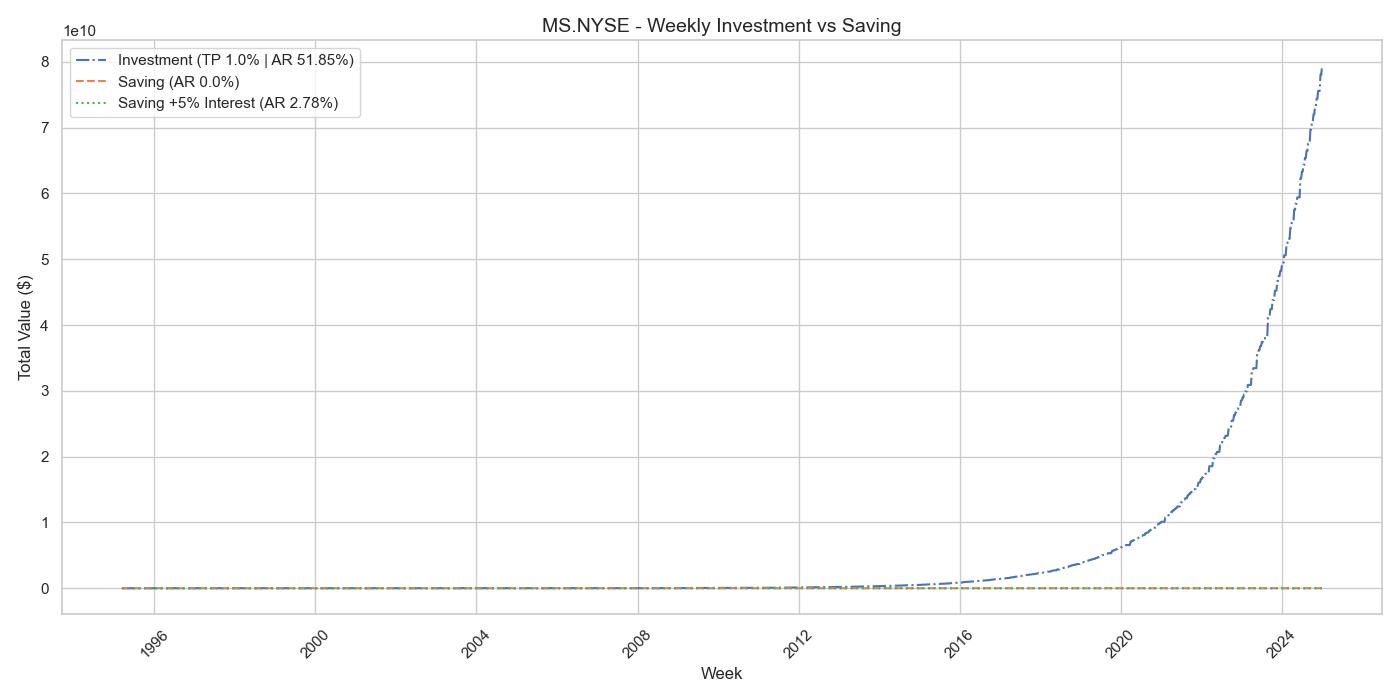 MS.NYSE - Weekly Investment vs Saving
1e10
Investment (TP 1.0% | AR 51.85%)
Saving (AR 0.0%)
Saving +5% Interest (AR 2.78%)
Total Value ($)
8
7
6
5
4
3
2
1
0
1996
2000
2004
2008
2012
2016
2020
2024
Week